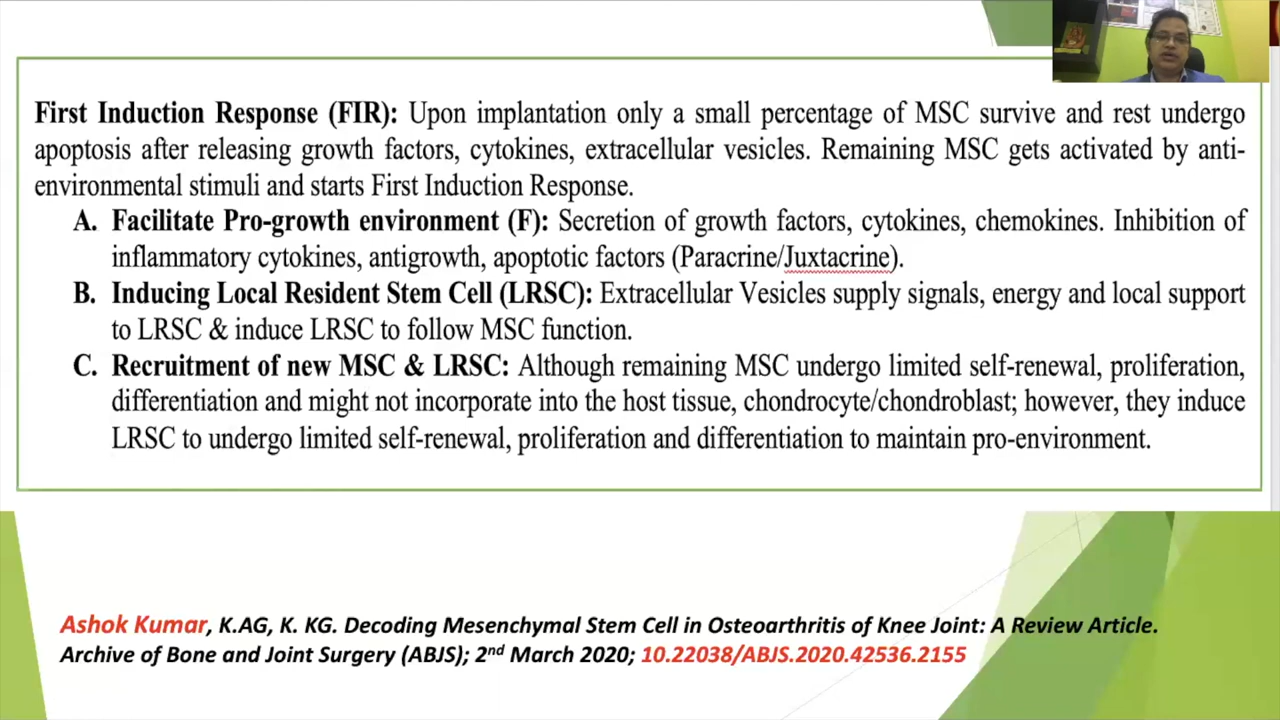 First Induction Response (FIR): Upon implantation only a small percentage of MSC survive and rest undergo
apoptosis after releasing growth factors, cytokines, extracellular vesicles. Remaining MSC gets activated by anti-
environmental stimuli and starts First Induction Response.
A. Facilitate Pro-growth environment (F): Secretion of growth factors, cytokines, chemokines. Inhibition of
inflammatory cytokines, antigrowth, apoptotic factors (Paracrine/Juxtacrine).
B. Inducing Local Resident Stem Cell (LRSC): Extracellular Vesicles supply signals, energy and local support
to LRSC & induce LRSC to follow MSC function.
C. Recruitment of new MSC & LRSC: Although remaining MSC undergo limited self-renewal, proliferation,
differentiation and might not incorporate into the host tissue, chondrocyte/chondroblast; however, they induce
LRSC to undergo limited self-renewal, proliferation and differentiation to maintain pro-environment.
Ashok Kumar, K.AG, K. KG. Decoding Mesenchymal Stem Cell in Osteoarthritis of Knee Joint: A Review Article.
Archive of Bone and Joint Surgery (ABJS); 2nd March 2020; 10.22038/ABJS.2020.42536.2155